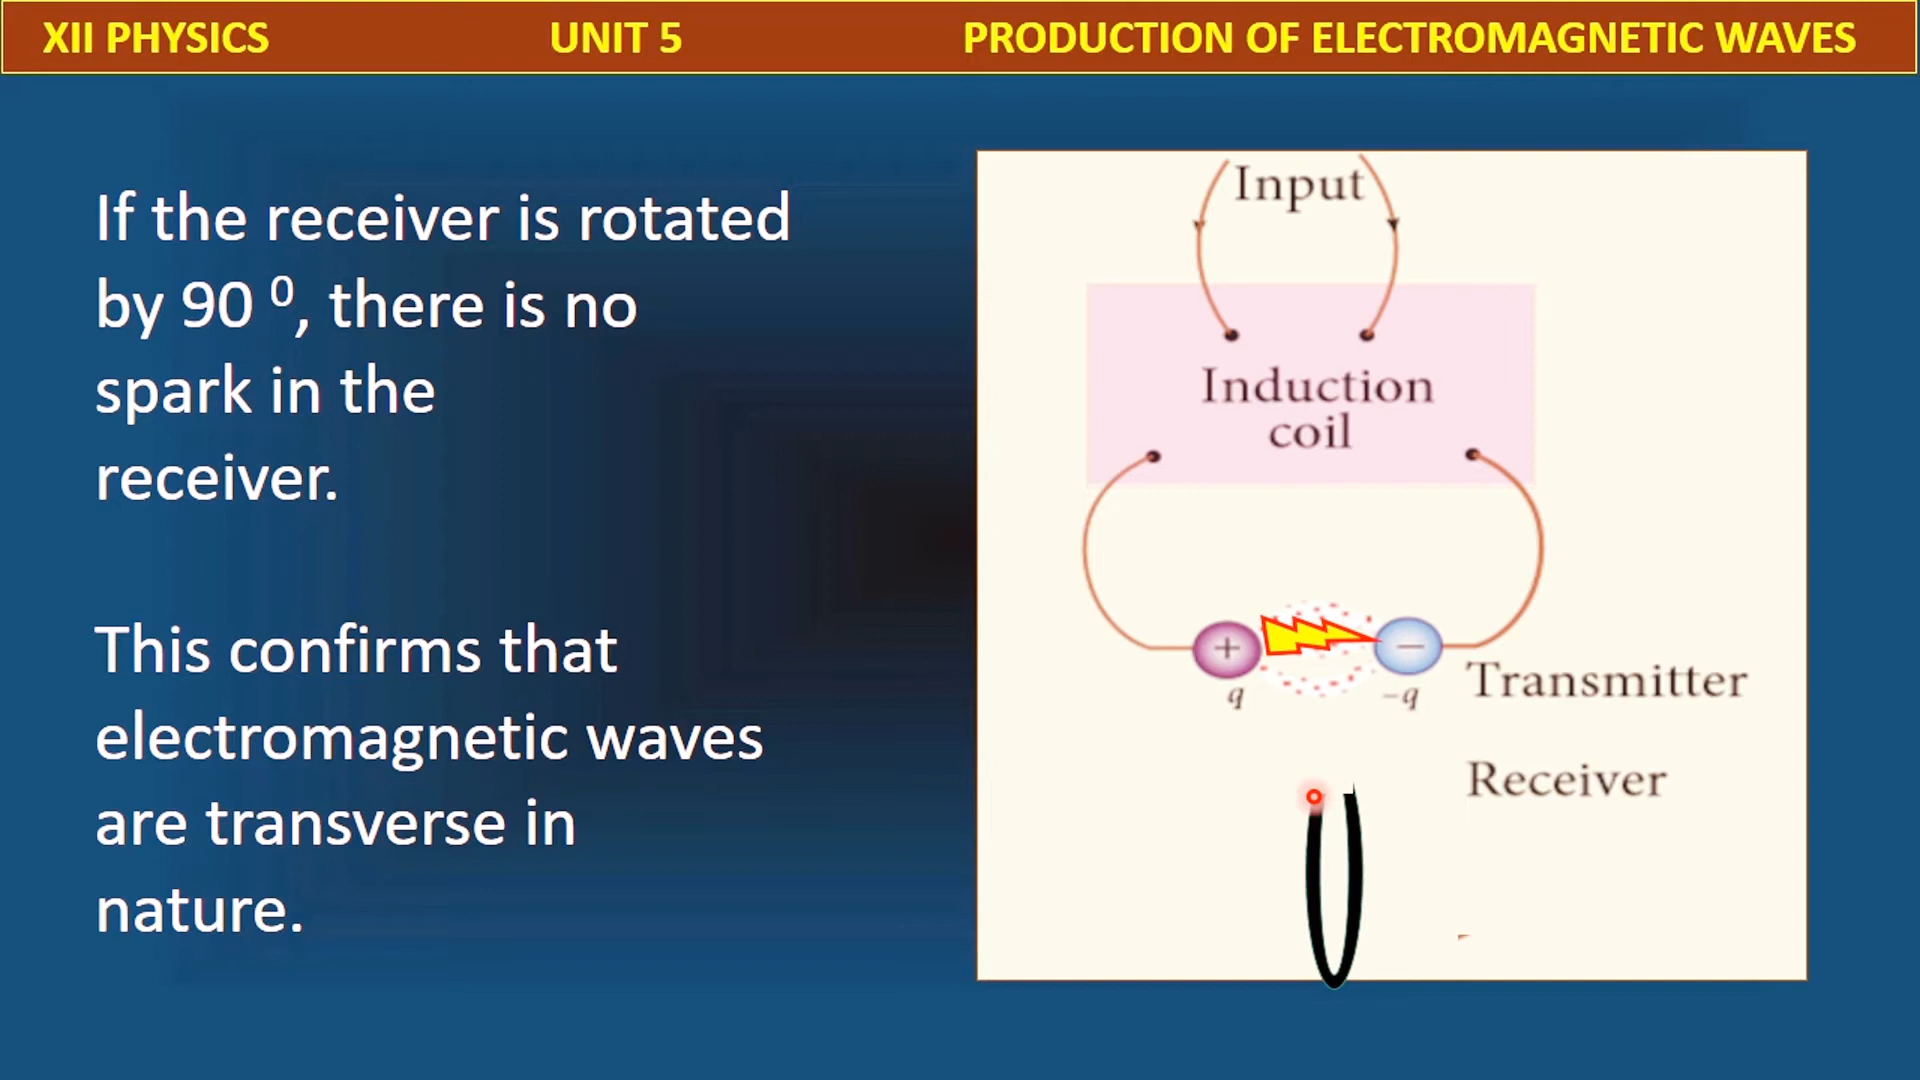 XII PHYSICS UNIT 5 PRODUCTION OF ELECTROMAGNETIC WAVES
If the receiver is rotated
by 90 ⁰, there is no
spark in the
receiver.
This confirms that
electromagnetic waves
are transverse in
nature.
Input
Induction
coil
+ −
q −q
Transmitter
Receiver